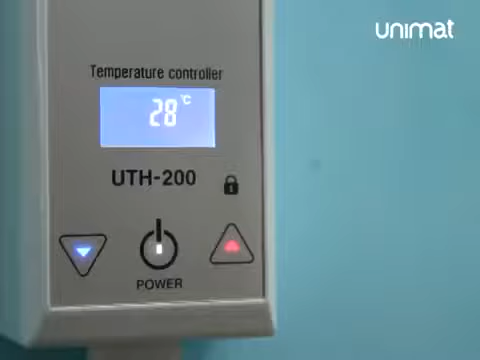 unimat
Temperature controller
28 °C
UTH-200
POWER